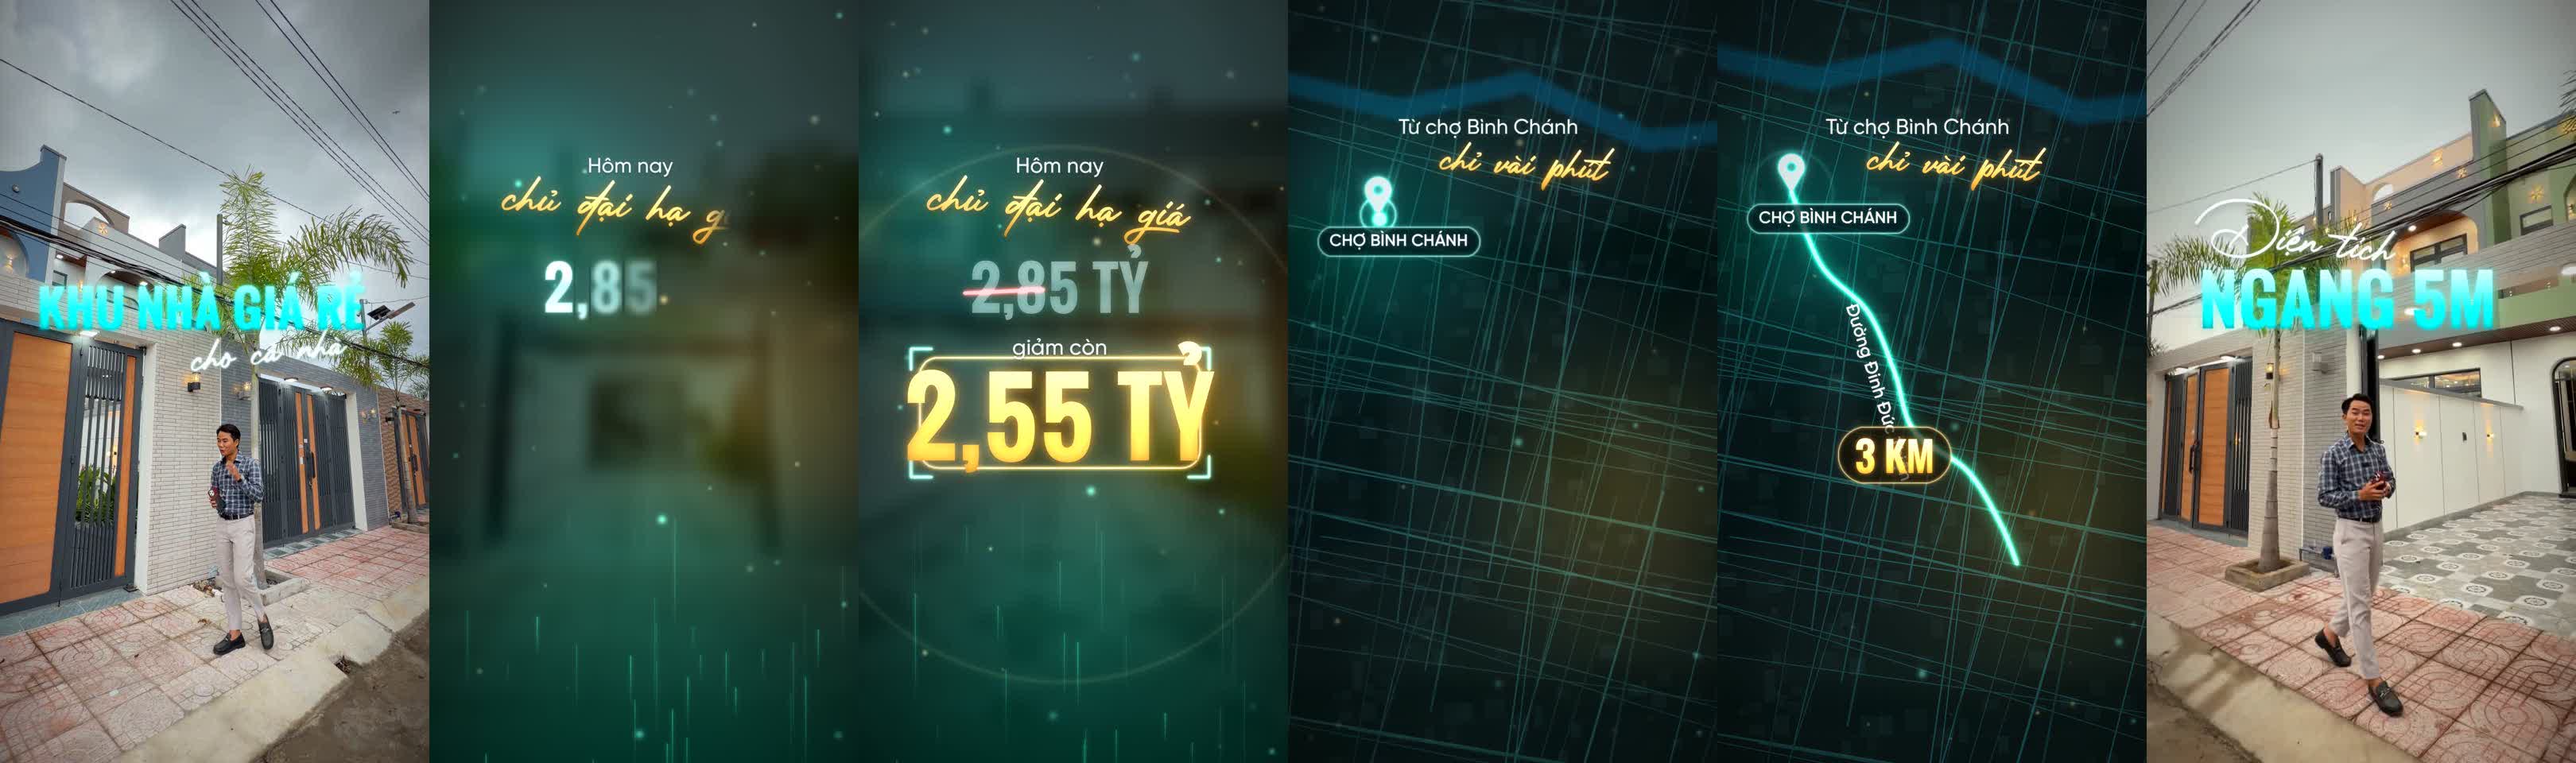 KHU NHÀ GIÁ RẺ
cho cả nhà
Hôm nay
chủ đại hạ g
2,85
Hôm nay
chủ đại hạ giá
2,85 TỶ
giảm còn
2,55 TỶ
Từ chợ Bình Chánh
chỉ vài phút
CHỢ BÌNH CHÁNH
Từ chợ Bình Chánh
chỉ vài phút
CHỢ BÌNH CHÁNH
Đường Đinh Đức
3 KM
Diện tích
NGANG 5M